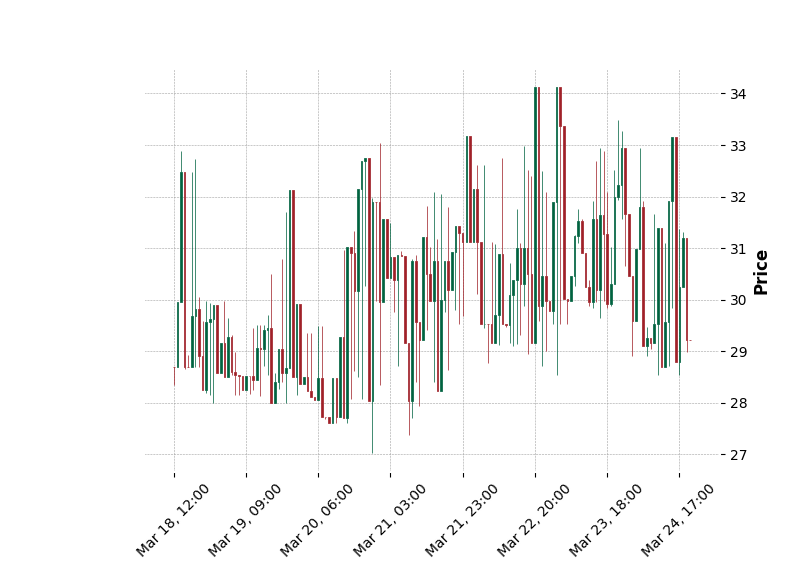 34
33
32
31
30
29
28
27
Price
Mar 18, 12:00
Mar 19, 09:00
Mar 20, 06:00
Mar 21, 03:00
Mar 21, 23:00
Mar 22, 20:00
Mar 23, 18:00
Mar 24, 17:00